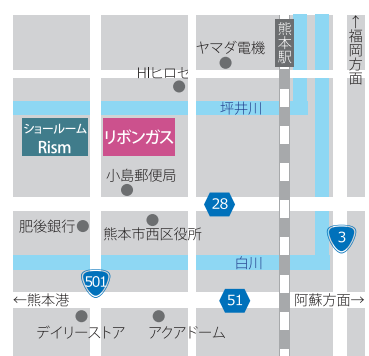 ↑福岡方面
熊本駅
ヤマダ電機
HIヒロセ
坪井川
ショールーム
Rism
リボンガス
小島郵便局
28
肥後銀行
熊本市西区役所
3
白川
501
←熊本港
51
阿蘇方面→
デイリーストア
アクアドーム